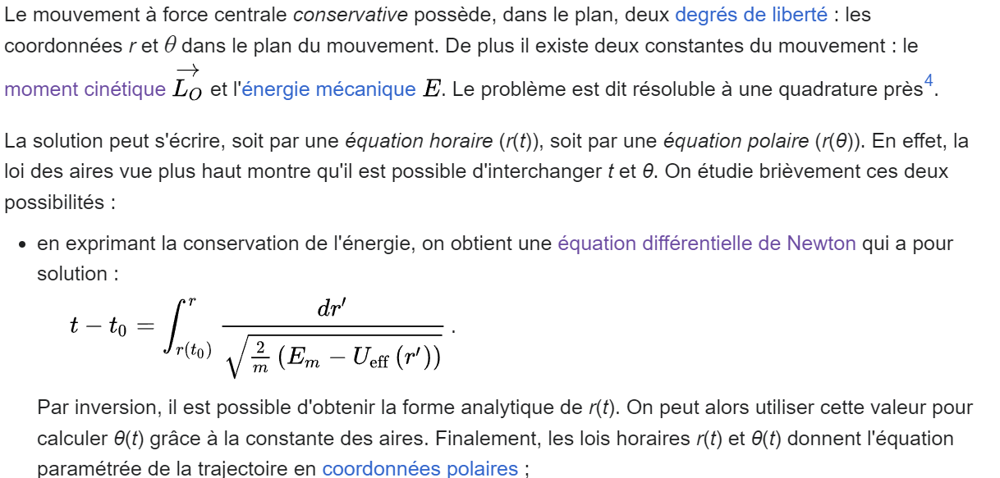 Le mouvement à force centrale conservative possède, dans le plan, deux degrés de liberté : les
coordonnées r et θ dans le plan du mouvement. De plus il existe deux constantes du mouvement : le
moment cinétique $\overrightarrow{L_O}$ et l'énergie mécanique E. Le problème est dit résoluble à une quadrature près⁴.
La solution peut s'écrire, soit par une équation horaire (r(t)), soit par une équation polaire (r(θ)). En effet, la
loi des aires vue plus haut montre qu'il est possible d'interchanger t et θ. On étudie brièvement ces deux
possibilités :
• en exprimant la conservation de l'énergie, on obtient une équation différentielle de Newton qui a pour
solution :
$t - t_0 = \int_{r(t_0)}^{r} \frac{dr'}{\sqrt{\frac{2}{m}\left(E_m - U_{\text{eff}}\left(r'\right)\right)}}$ .
Par inversion, il est possible d'obtenir la forme analytique de r(t). On peut alors utiliser cette valeur pour
calculer θ(t) grâce à la constante des aires. Finalement, les lois horaires r(t) et θ(t) donnent l'équation
paramétrée de la trajectoire en coordonnées polaires ;